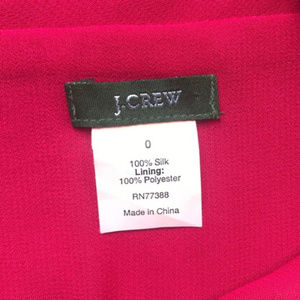 J.CREW
0
100% Silk
Lining:
100% Polyester
RN77388
Made in China